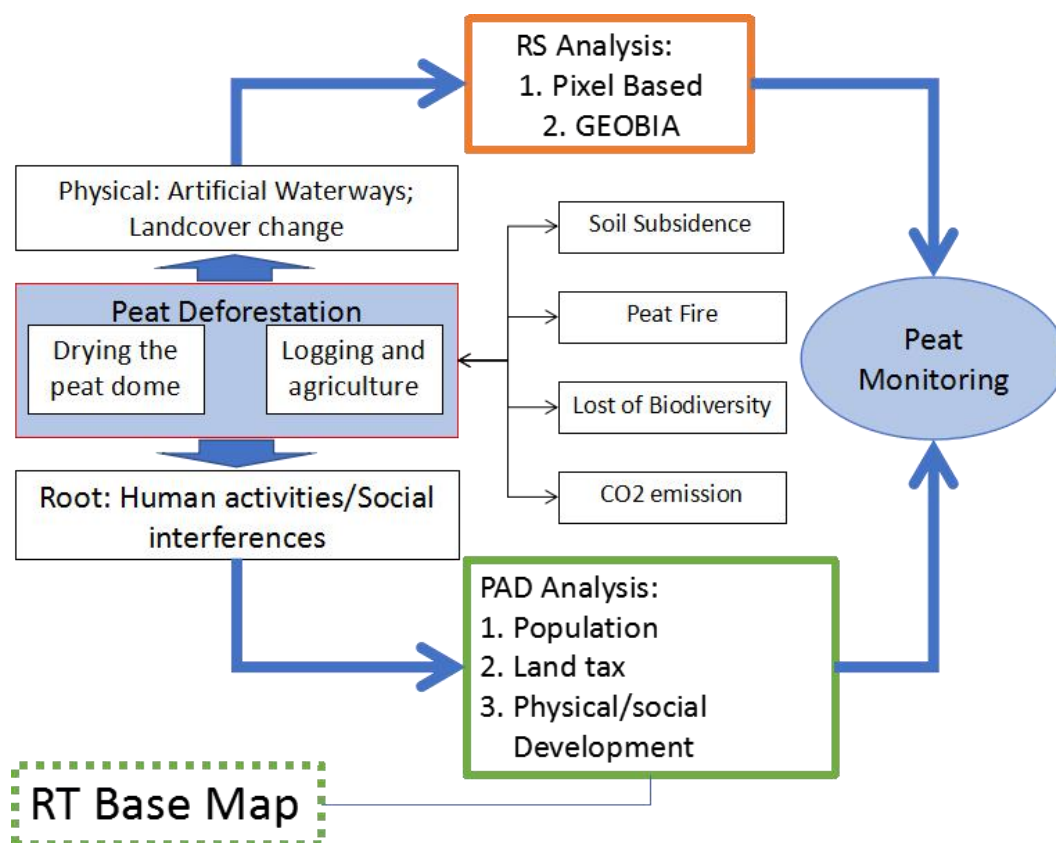 RS Analysis:
1. Pixel Based
2. GEOBIA
Physical: Artificial Waterways;
Landcover change
Soil Subsidence
Peat Deforestation
Drying the
peat dome
Logging and
agriculture
Peat Fire
Peat
Monitoring
Lost of Biodiversity
CO2 emission
Root: Human activities/Social
interferences
PAD Analysis:
1. Population
2. Land tax
3. Physical/social
Development
RT Base Map